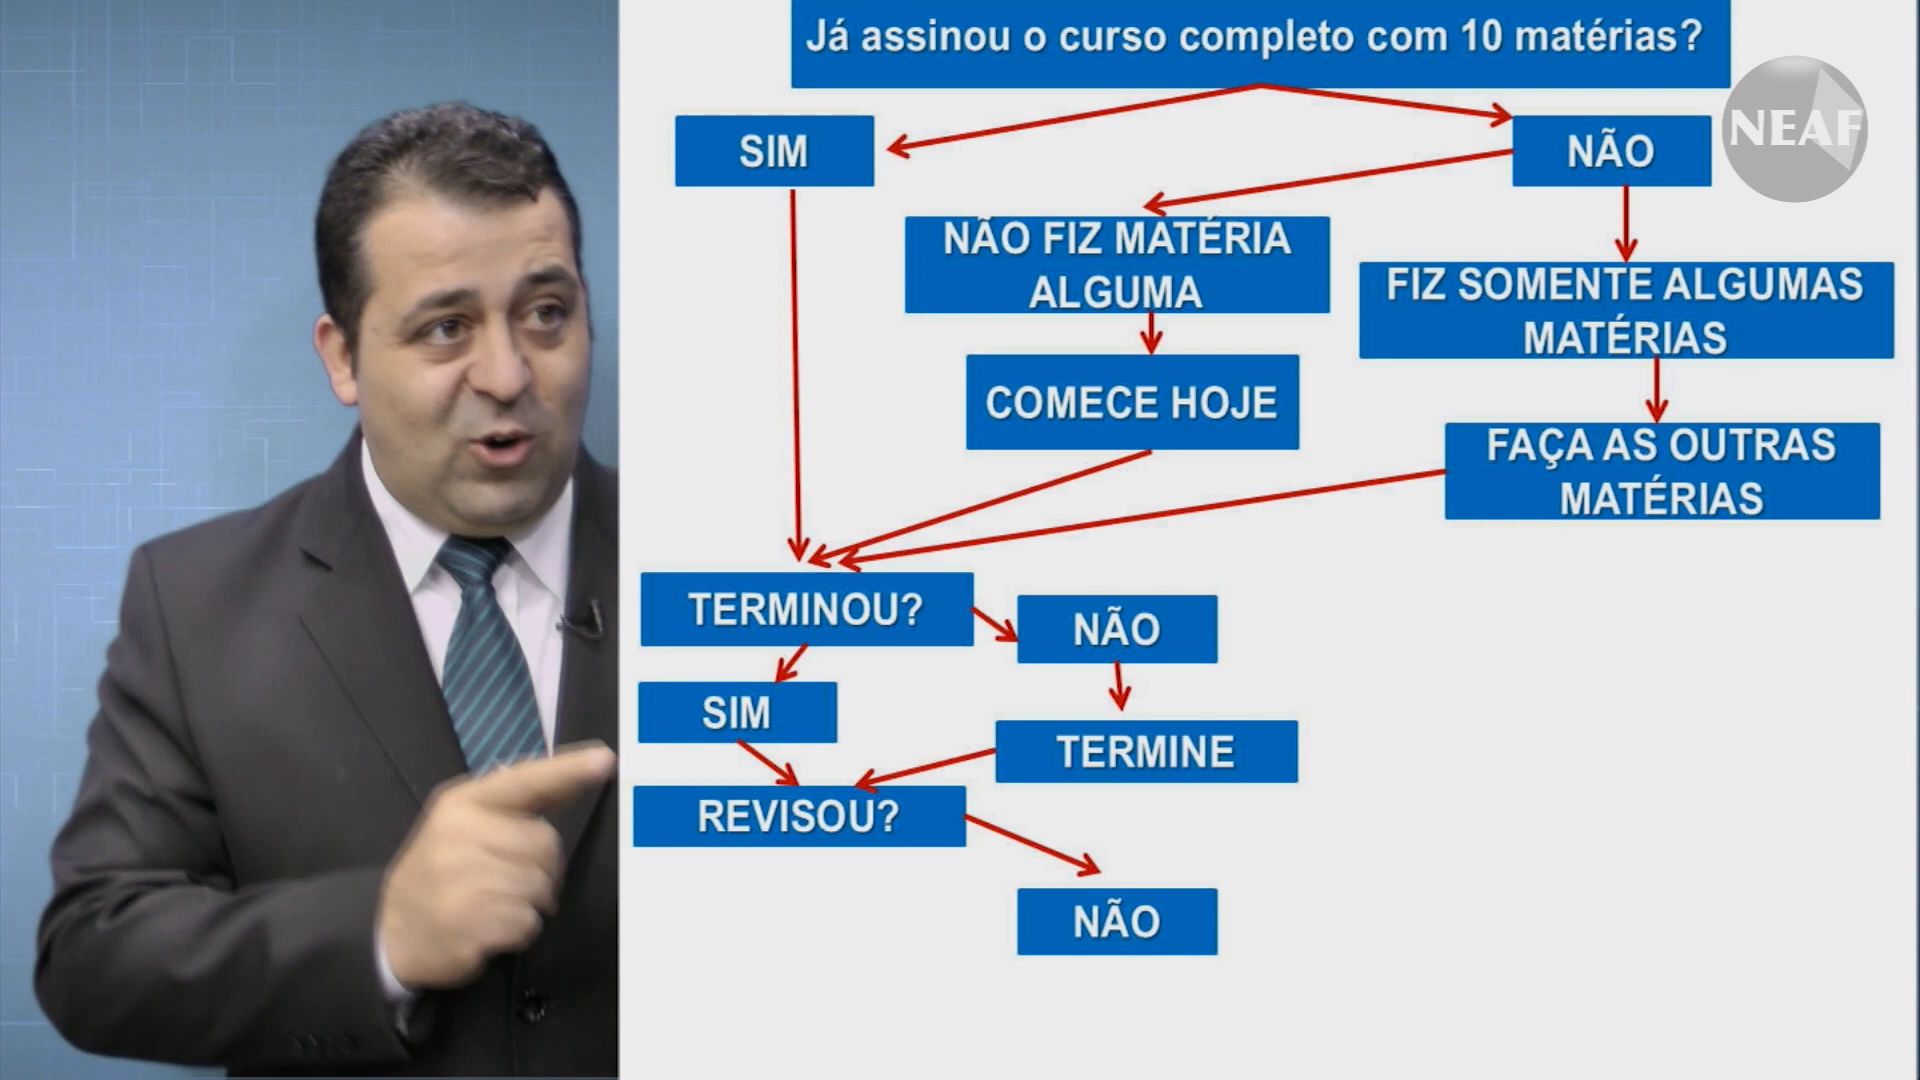 Já assinou o curso completo com 10 matérias?
NEAF
SIM
NÃO
NÃO FIZ MATÉRIA
ALGUMA
FIZ SOMENTE ALGUMAS
MATÉRIAS
COMECE HOJE
FAÇA AS OUTRAS
MATÉRIAS
TERMINOU?
NÃO
SIM
TERMINE
REVISOU?
NÃO